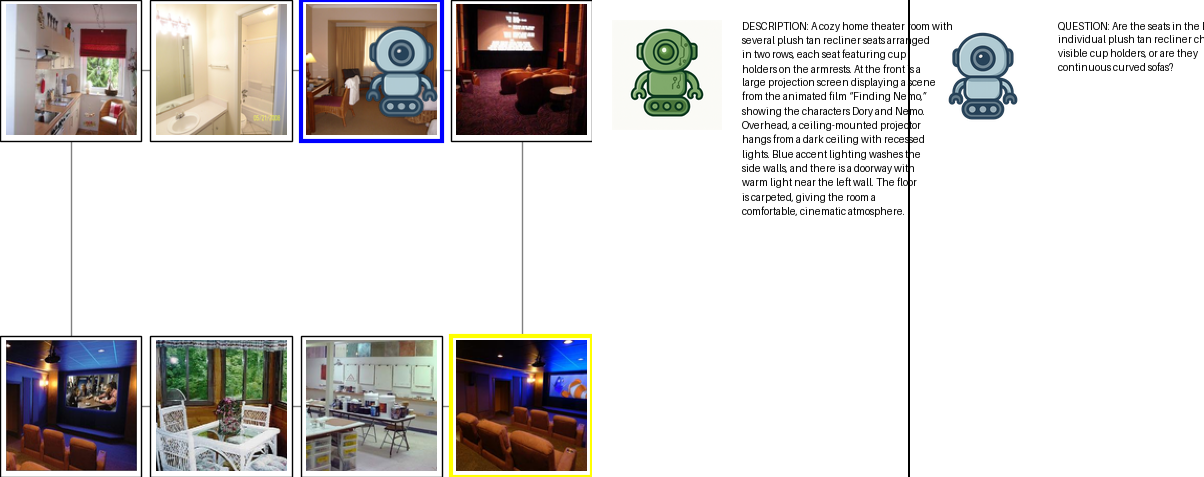 DESCRIPTION: A cozy home theater room with
several plush tan recliner seats arranged
in two rows, each seat featuring cup
holders on the armrests. At the front is a
large projection screen displaying a scene
from the animated film "Finding Nemo,"
showing the characters Dory and Nemo.
Overhead, a ceiling-mounted projector
hangs from a dark ceiling with recessed
lights. Blue accent lighting washes the
side walls, and there is a doorway with
warm light near the left wall. The floor
is carpeted, giving the room a
comfortable, cinematic atmosphere.
QUESTION: Are the seats in the
individual plush tan recliner ch
visible cup holders, or are they
continuous curved sofas?